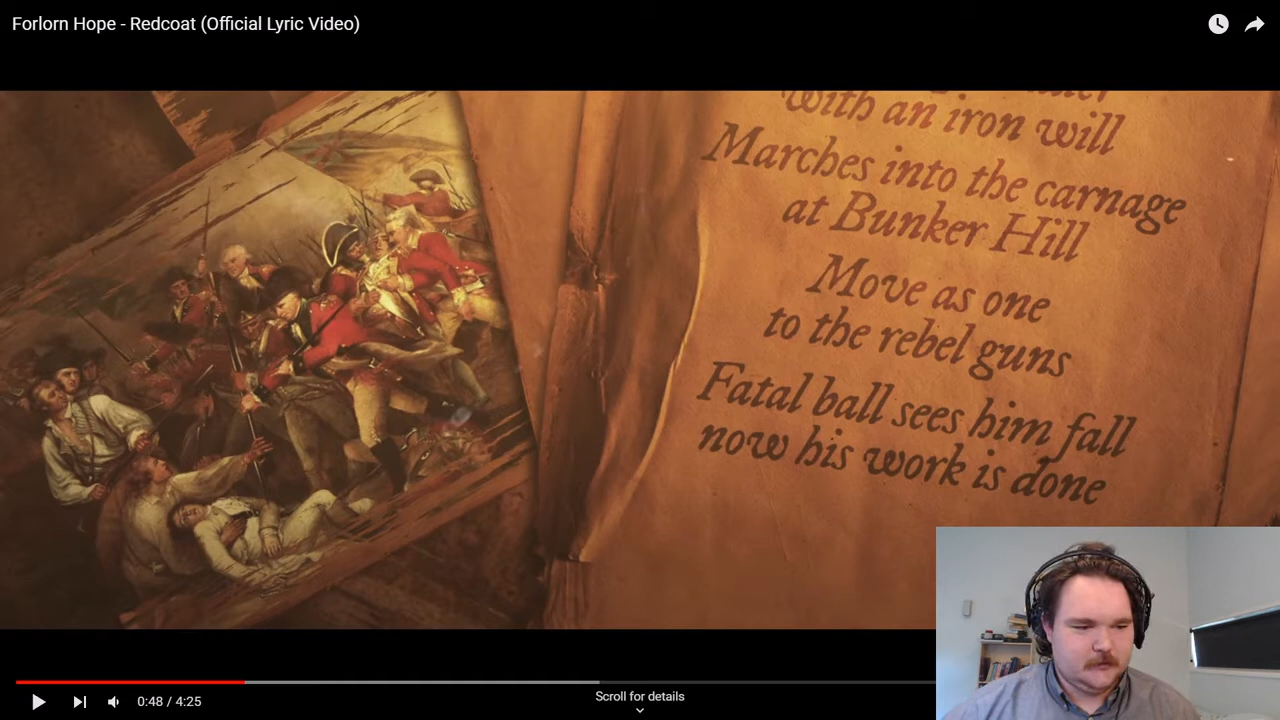 Forlorn Hope - Redcoat (Official Lyric Video)
with an iron will
Marches into the carnage
at Bunker Hill
Move as one
to the rebel guns
Fatal ball sees him fall
now his work is done
0:48 / 4:25
Scroll for details